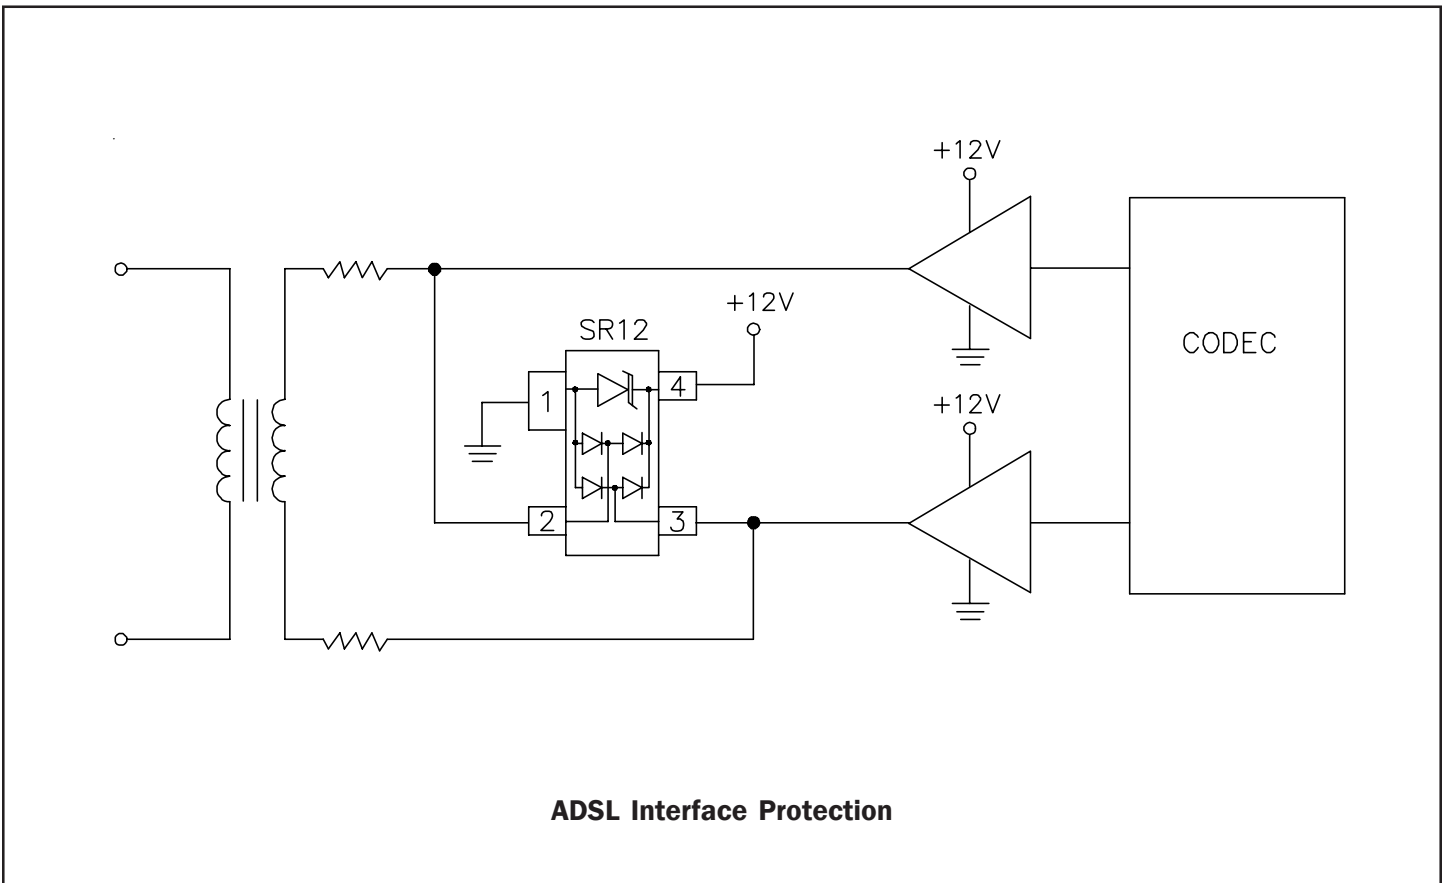 +12V
+12V
SR12
CODEC
1
4
+12V
2
3
ADSL Interface Protection